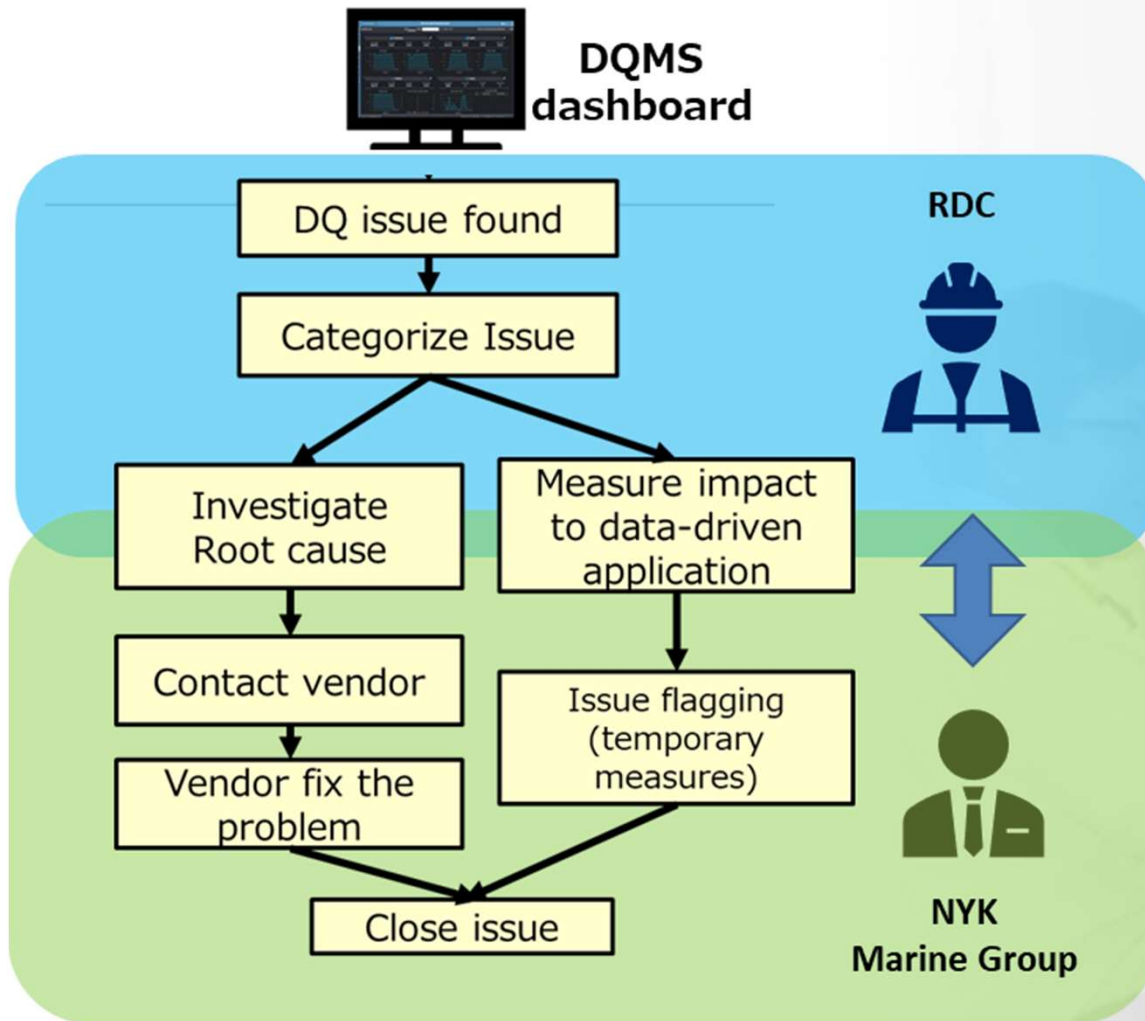 DQMS
dashboard
DQ issue found
RDC
Categorize Issue
Investigate
Root cause
Measure impact
to data-driven
application
Contact vendor
Issue flagging
(temporary
measures)
Vendor fix the
problem
Close issue
NYK
Marine Group